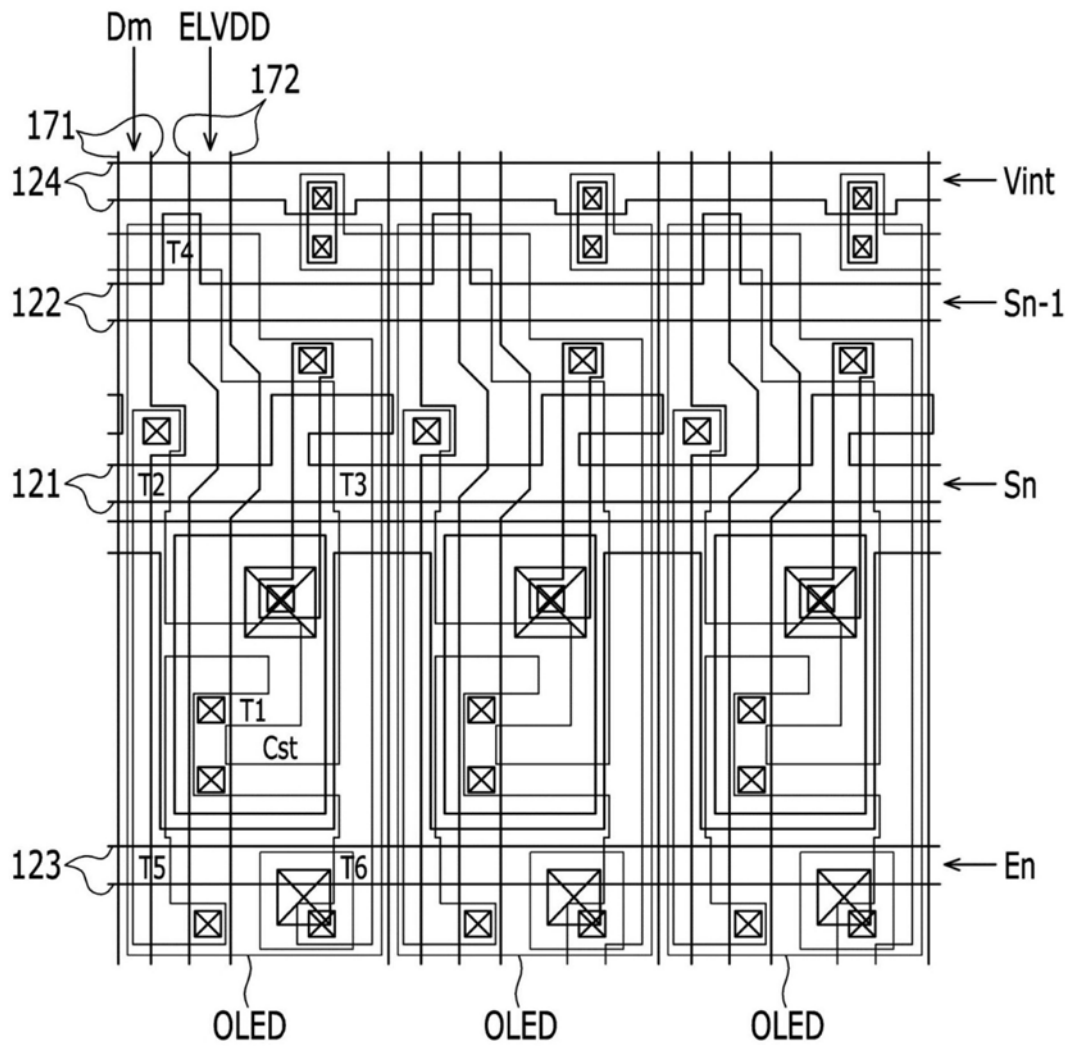 Dm ELVDD
172
171
124 Vint
T4
122 Sn-1
121 T2 T3 Sn
T1
Cst
123 T5 T6 En
OLED OLED OLED